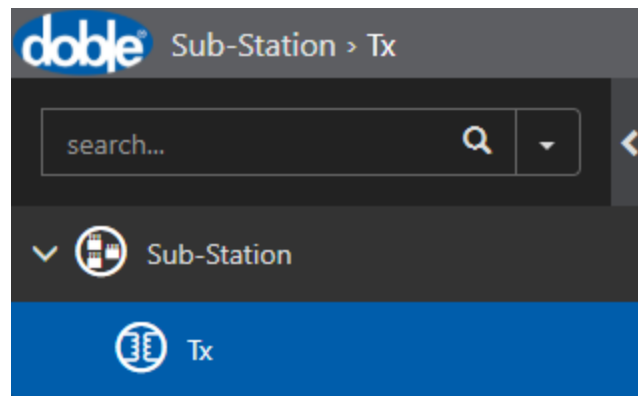 doble® Sub-Station › Tx
search...
Sub-Station
Tx